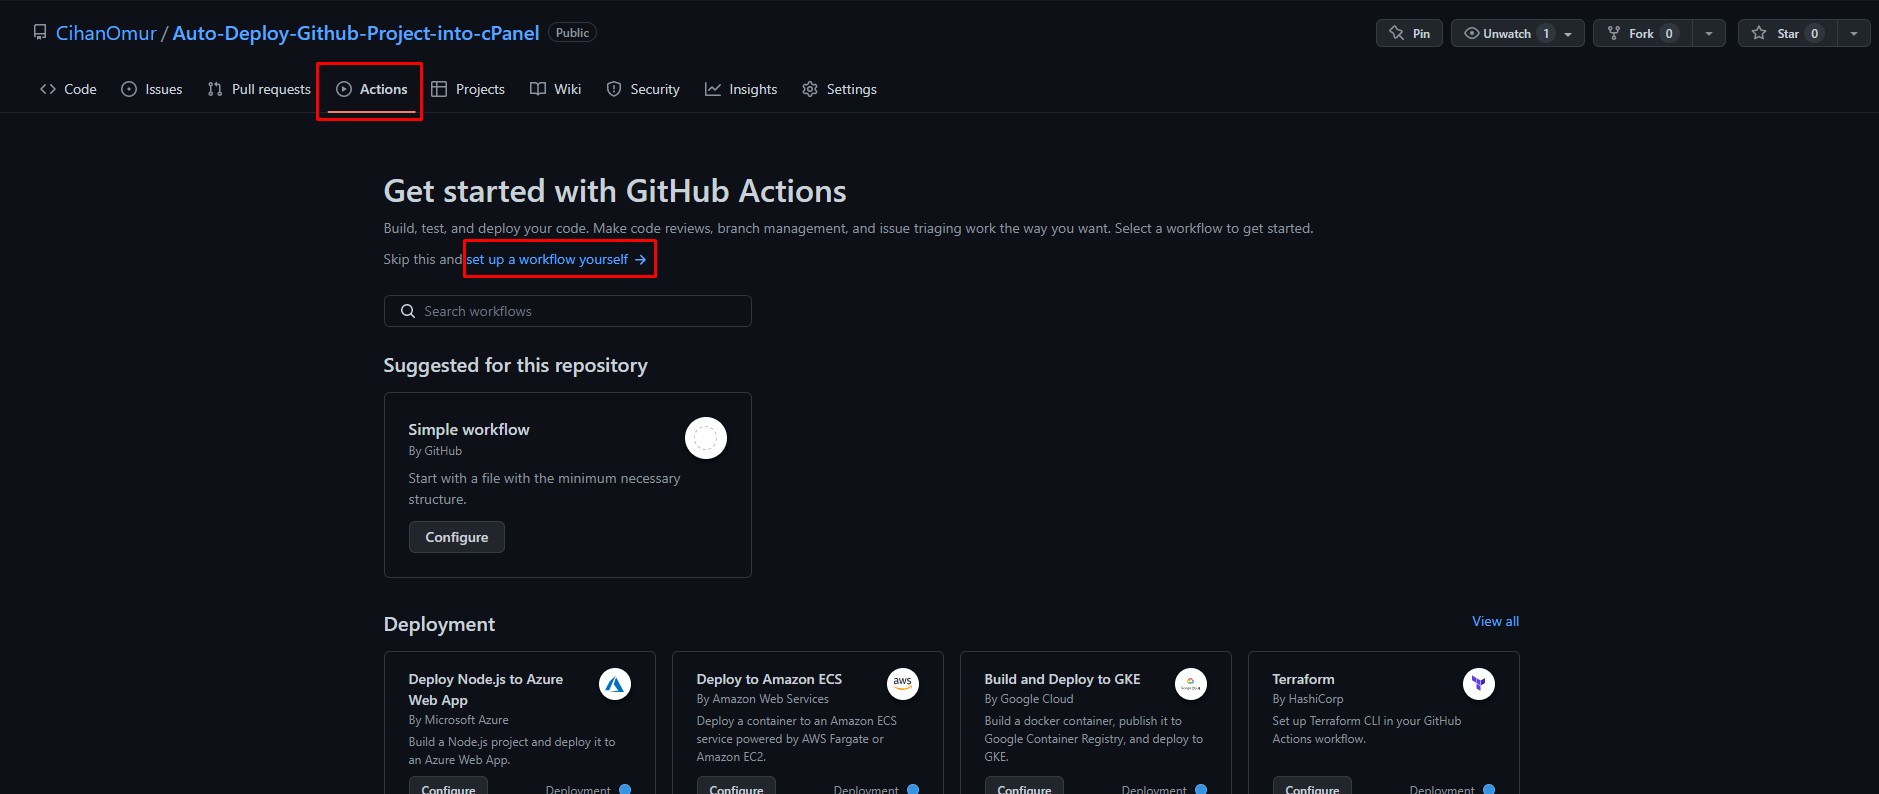 CihanOmur / Auto-Deploy-Github-Project-into-cPanel Public
Pin Unwatch 1 Fork 0 Star 0
Code Issues Pull requests Actions Projects Wiki Security Insights Settings
Get started with GitHub Actions
Build, test, and deploy your code. Make code reviews, branch management, and issue triaging work the way you want. Select a workflow to get started.
Skip this and set up a workflow yourself →
Search workflows
Suggested for this repository
Simple workflow
By GitHub
Start with a file with the minimum necessary
structure.
Configure
Deployment
View all
Deploy Node.js to Azure
Web App
By Microsoft Azure
Build a Node.js project and deploy it to
an Azure Web App.
Configure Deployment
Deploy to Amazon ECS
aws
By Amazon Web Services
Deploy a container to an Amazon ECS
service powered by AWS Fargate or
Amazon EC2.
Configure Deployment
Build and Deploy to GKE
By Google Cloud
Build a docker container, publish it to
Google Container Registry, and deploy to
GKE.
Configure Deployment
Terraform
By HashiCorp
Set up Terraform CLI in your GitHub
Actions workflow.
Configure Deployment